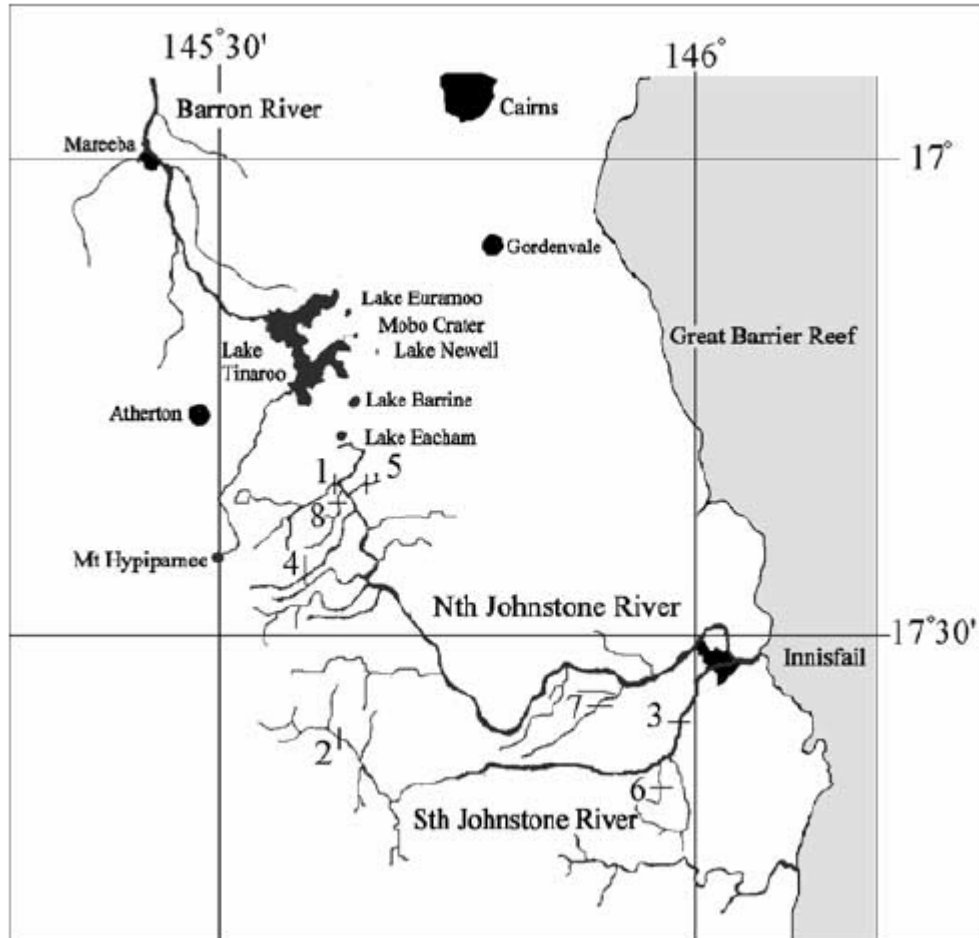 145°30'
146°
Barron River
Cairns
Mareeba
17°
Gordenvale
Lake Euramoo
Mobo Crater
Great Barrier Reef
Lake Newell
Lake
Tinaroo
Lake Barrine
Atherton
Lake Eacham
1
5
8
Mt Hypipamee
4
Nth Johnstone River
17°30'
Innisfail
7
3
2
6
Sth Johnstone River